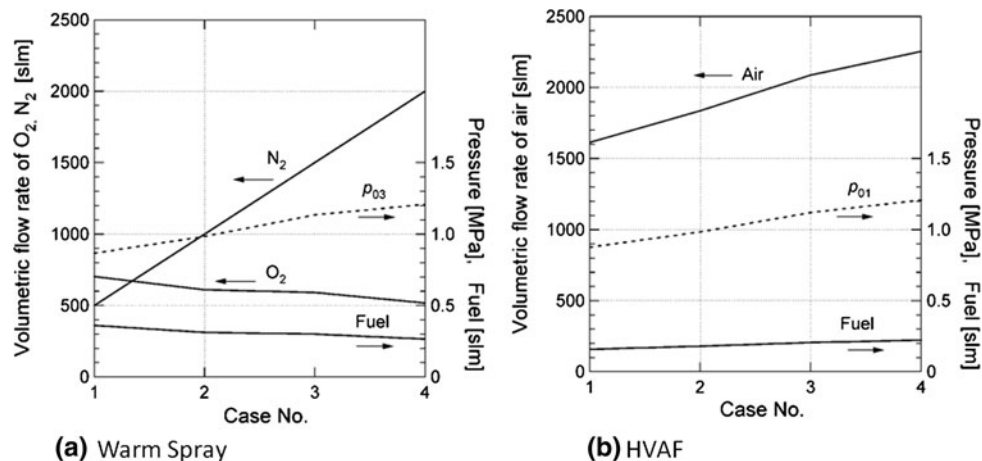 Volumetric flow rate of O2, N2 [slm]
2500
2000
1500
1000
500
0
N2
p03
O2
Fuel
1.5
1.0
0.5
0
Pressure [MPa], Fuel [slm]
1 2 3 4
Case No.
(a) Warm Spray
Volumetric flow rate of air [slm]
2500
2000
1500
1000
500
0
Air
p01
Fuel
1.5
1.0
0.5
0
Pressure [MPa], Fuel [slm]
1 2 3 4
Case No.
(b) HVAF